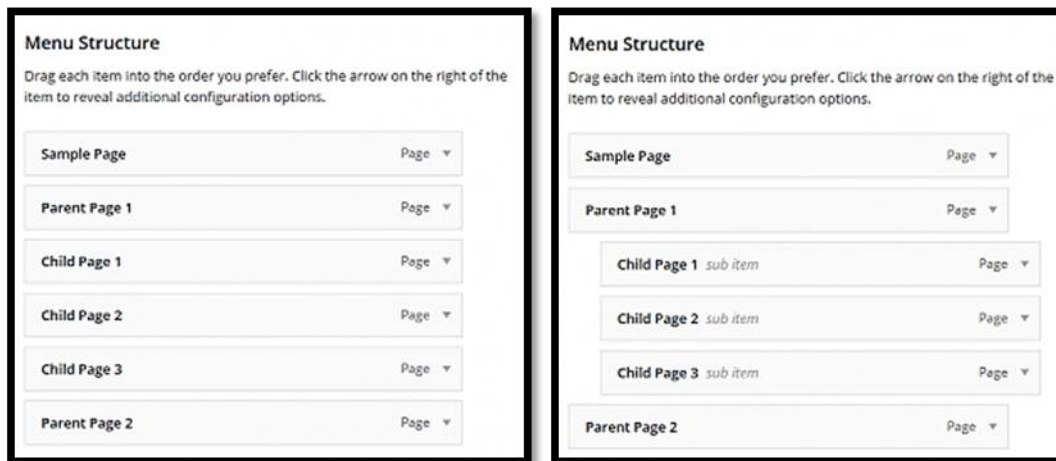 Menu Structure
Drag each item into the order you prefer. Click the arrow on the right of the
item to reveal additional configuration options.
Sample Page Page
Parent Page 1 Page
Child Page 1 Page
Child Page 2 Page
Child Page 3 Page
Parent Page 2 Page
Menu Structure
Drag each item into the order you prefer. Click the arrow on the right of the
item to reveal additional configuration options.
Sample Page Page
Parent Page 1 Page
Child Page 1 sub item Page
Child Page 2 sub item Page
Child Page 3 sub item Page
Parent Page 2 Page